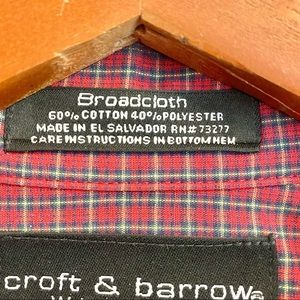 Broadcloth
60% COTTON 40% POLYESTER
MADE IN EL SALVADOR RN# 73277
CARE INSTRUCTIONS IN BOTTOM HEM
croft & barrow®